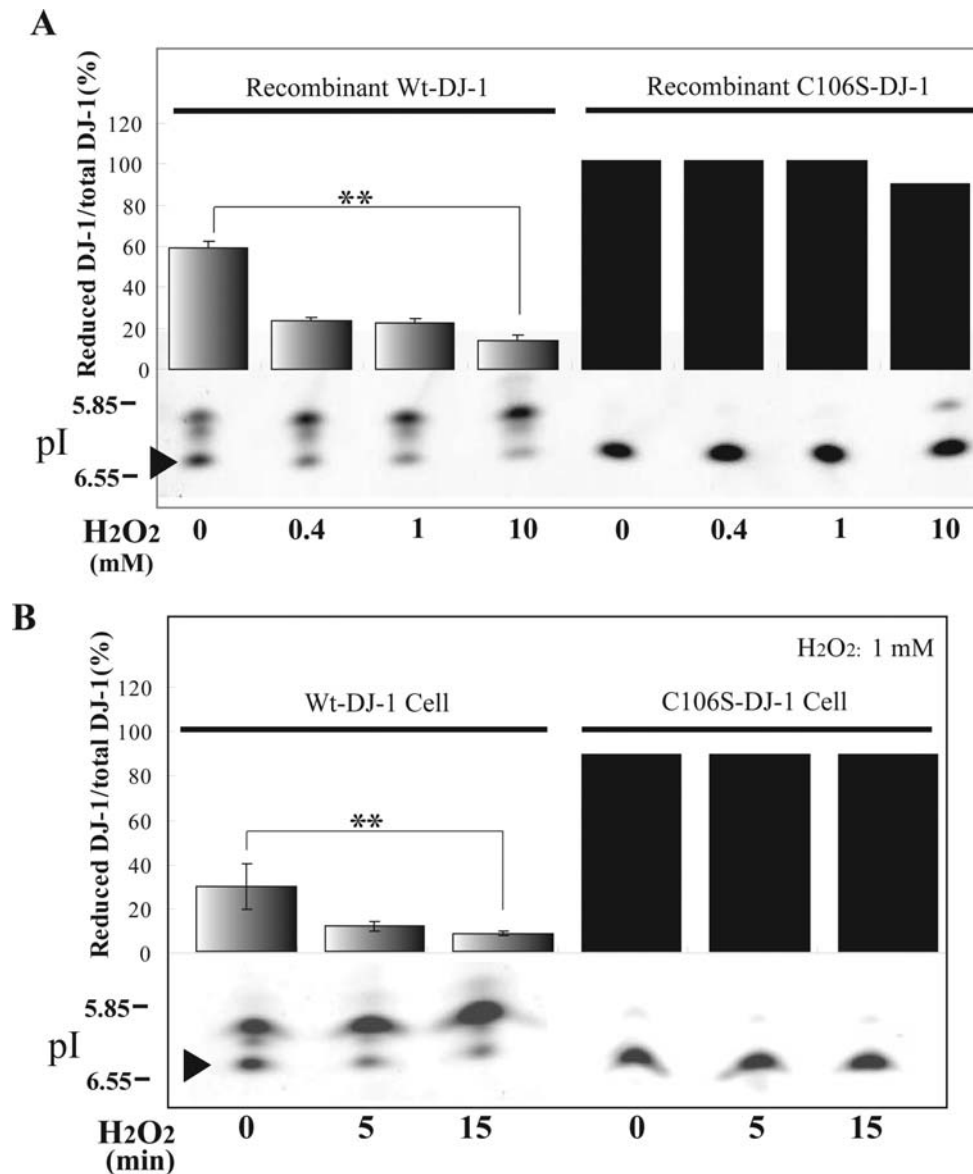 A
Reduced DJ-1/total DJ-1(%)
Recombinant Wt-DJ-1
Recombinant C106S-DJ-1
120
100
80
60
40
20
0
**
5.85
pI
6.55
H2O2 (mM)
0 0.4 1 10 0 0.4 1 10
B
Reduced DJ-1/total DJ-1(%)
H2O2: 1 mM
Wt-DJ-1 Cell
C106S-DJ-1 Cell
120
100
80
60
40
20
0
**
5.85
pI
6.55
H2O2 (min)
0 5 15 0 5 15